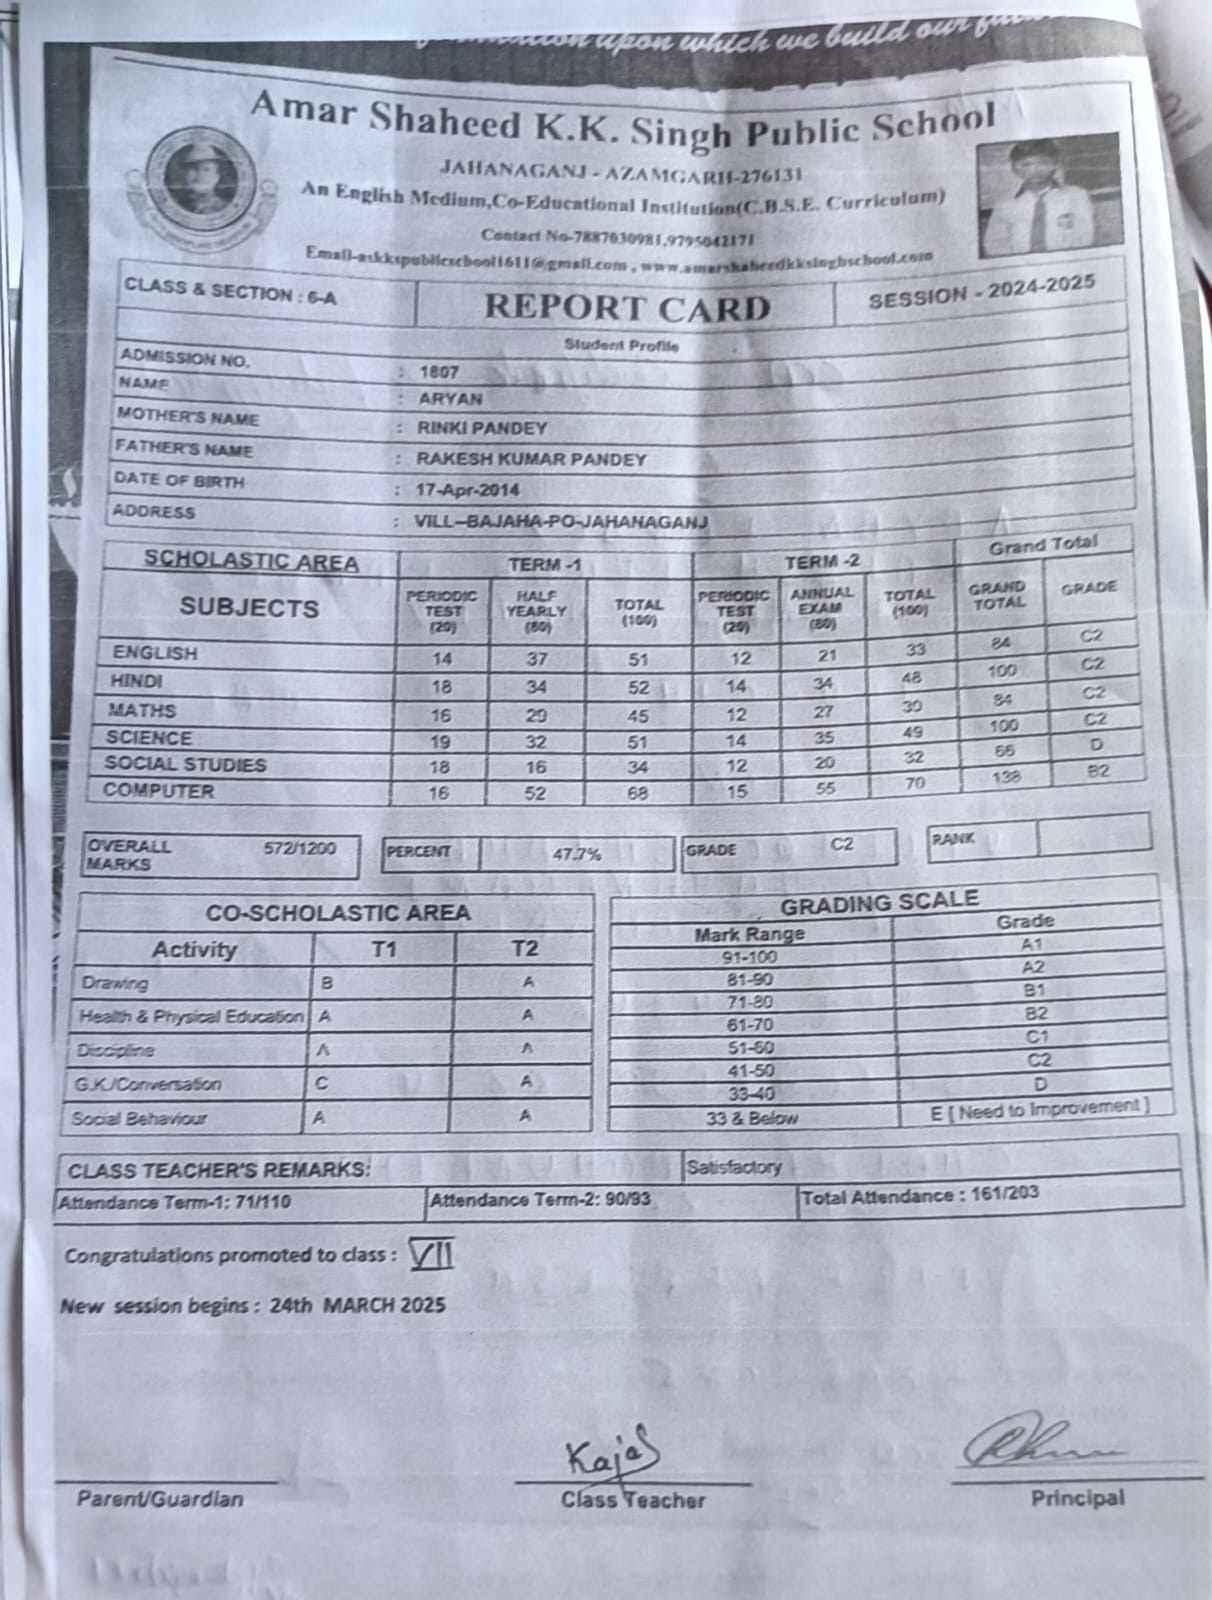 upon which we build our
Amar Shaheed K.K. Singh Public School
JAHANAGANJ - AZAMGARH-276131
An English Medium,Co-Educational Institution(C.B.S.E. Curriculum)
Contact No-7887030981,9795042171
Email-askkspublicschool1611@gmail.com , www.amarshaheedkksinghschool.com
CLASS & SECTION : 6-A REPORT CARD SESSION - 2024-2025
Student Profile
ADMISSION NO. : 1807
NAME : ARYAN
MOTHER'S NAME : RINKI PANDEY
FATHER'S NAME : RAKESH KUMAR PANDEY
DATE OF BIRTH : 17-Apr-2014
ADDRESS : VILL--BAJAHA-PO-JAHANAGANJ
SCHOLASTIC AREA TERM -1 TERM -2 Grand Total
SUBJECTS PERIODIC TEST (20) HALF YEARLY (80) TOTAL (100) PERIODIC TEST (20) ANNUAL EXAM (80) TOTAL (100) GRAND TOTAL GRADE
ENGLISH 14 37 51 12 21 33 84 C2
HINDI 18 34 52 14 34 48 100 C2
MATHS 16 29 45 12 27 39 84 C2
SCIENCE 19 32 51 14 35 49 100 C2
SOCIAL STUDIES 18 16 34 12 20 32 66 D
COMPUTER 16 52 68 15 55 70 138 B2
OVERALL MARKS 572/1200 PERCENT 47.7% GRADE C2 RANK
CO-SCHOLASTIC AREA
Activity T1 T2
Drawing B A
Health & Physical Education A A
Discipline A A
G.K./Conversation C A
Social Behaviour A A
GRADING SCALE
Mark Range Grade
91-100 A1
81-90 A2
71-80 B1
61-70 B2
51-60 C1
41-50 C2
33-40 D
33 & Below E [ Need to Improvement ]
CLASS TEACHER'S REMARKS: Satisfactory
Attendance Term-1: 71/110 Attendance Term-2: 90/93 Total Attendance : 161/203
Congratulations promoted to class : VII
New session begins : 24th MARCH 2025
Kajal
Parent/Guardian Class Teacher Principal